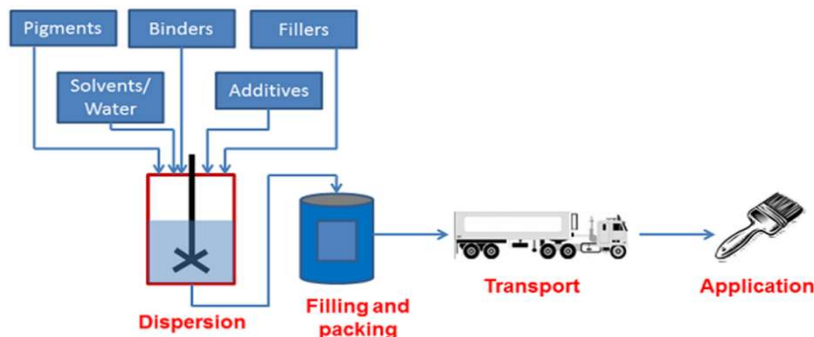 Pigments
Binders
Fillers
Solvents/
Water
Additives
Dispersion
Filling and
packing
Transport
Application